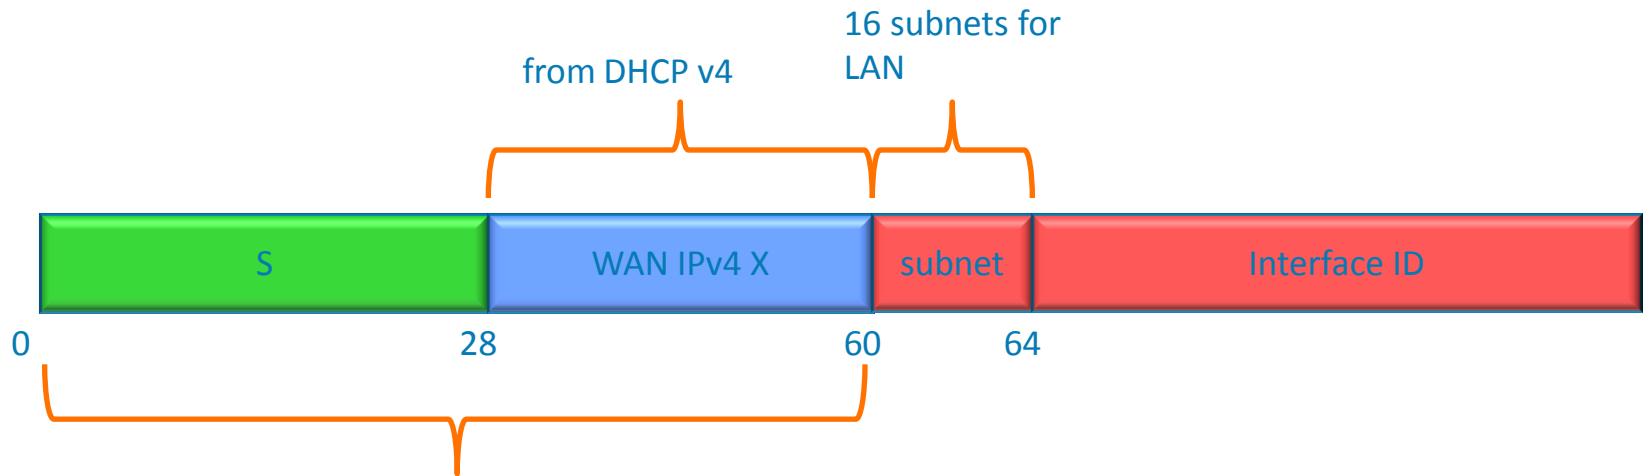 16 subnets for
LAN
from DHCP v4
S
WAN IPv4 X
subnet
Interface ID
0
28
60
64